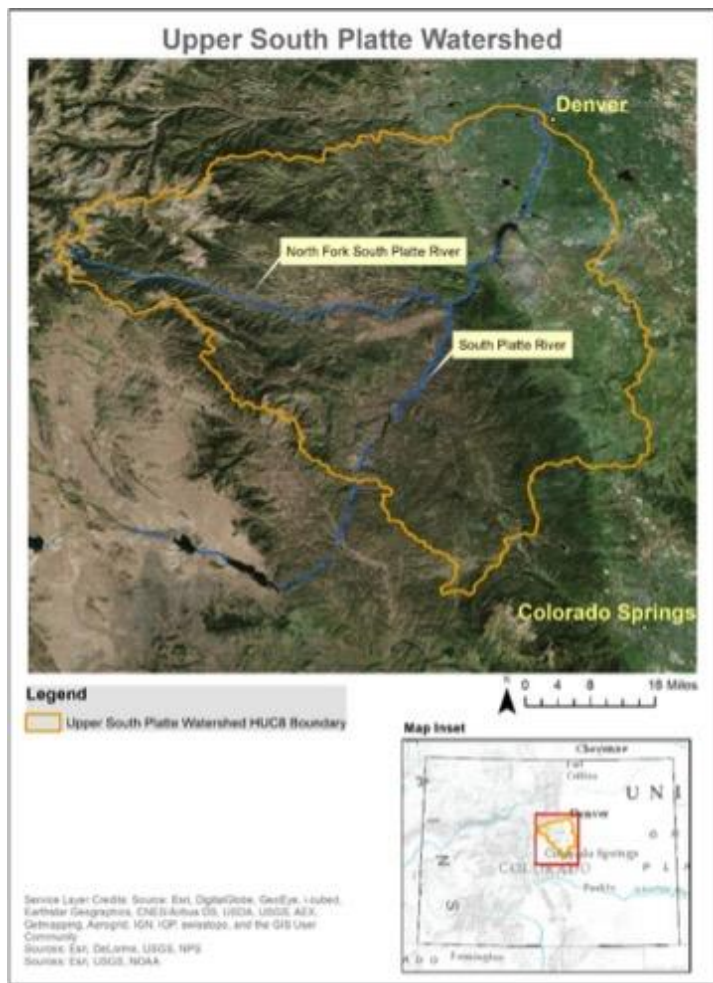 Upper South Platte Watershed
Denver
North Fork South Platte River
South Platte River
Colorado Springs
Legend
Upper South Platte Watershed HUC8 Boundary
N
0 4 8 16 Miles
Map Inset
Cheyenne
Fort
Collins
U N I
Denver
Colorado Springs
COLORADO
Pueblo
Farmington
Service Layer Credits: Source: Esri, DigitalGlobe, GeoEye, i-cubed,
Earthstar Geographics, CNES/Airbus DS, USDA, USGS, AEX,
Getmapping, Aerogrid, IGN, IGP, swisstopo, and the GIS User
Community
Sources: Esri, DeLorme, USGS, NPS
Sources: Esri, USGS, NOAA